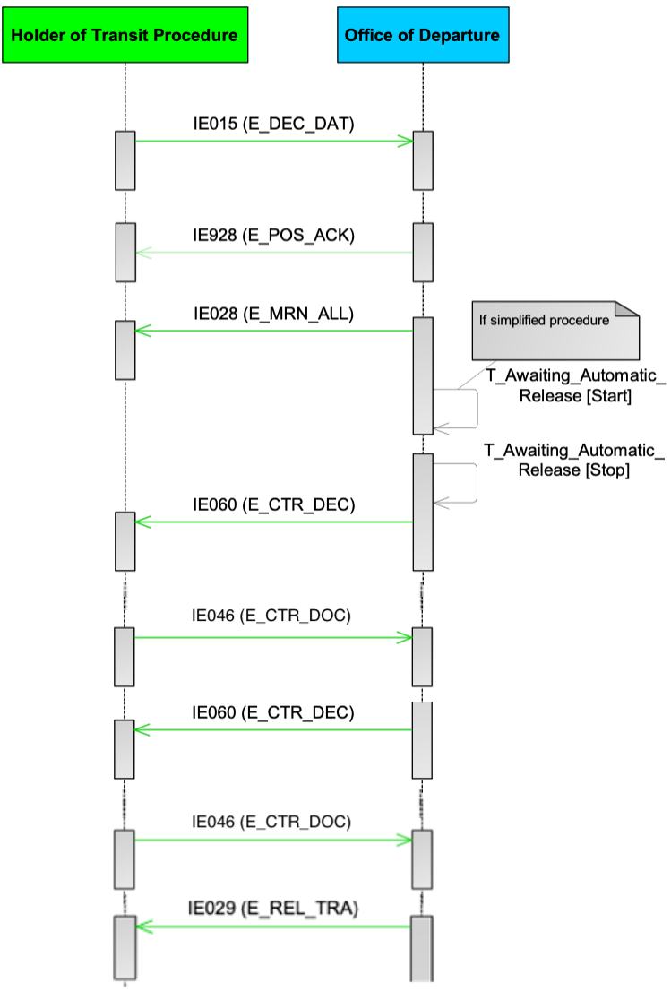 Holder of Transit Procedure
Office of Departure
IE015 (E_DEC_DAT)
IE928 (E_POS_ACK)
IE028 (E_MRN_ALL)
If simplified procedure
T_Awaiting_Automatic_
Release [Start]
T_Awaiting_Automatic_
Release [Stop]
IE060 (E_CTR_DEC)
IE046 (E_CTR_DOC)
IE060 (E_CTR_DEC)
IE046 (E_CTR_DOC)
IE029 (E_REL_TRA)